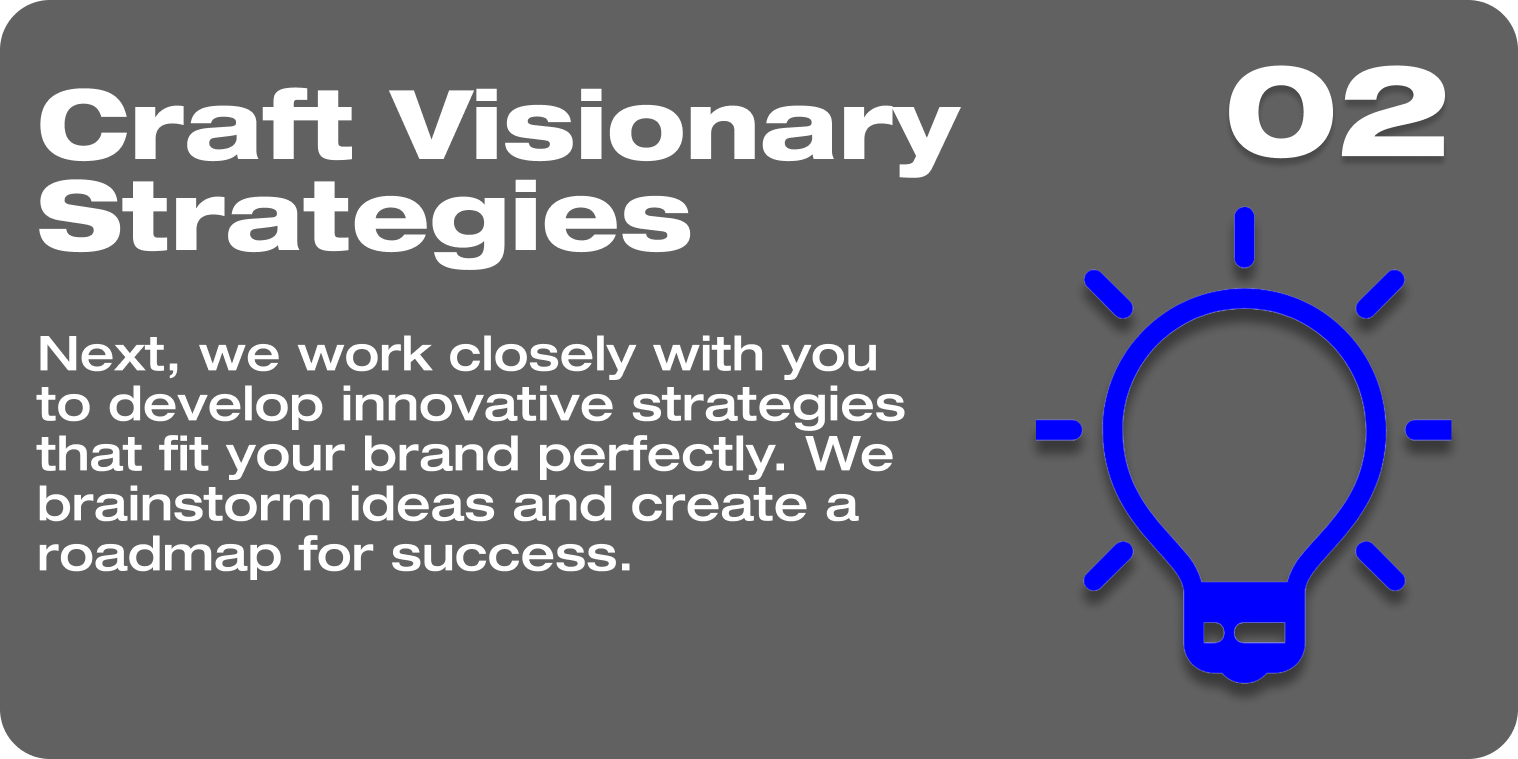 Craft Visionary
Strategies
02
Next, we work closely with you
to develop innovative strategies
that fit your brand perfectly. We
brainstorm ideas and create a
roadmap for success.